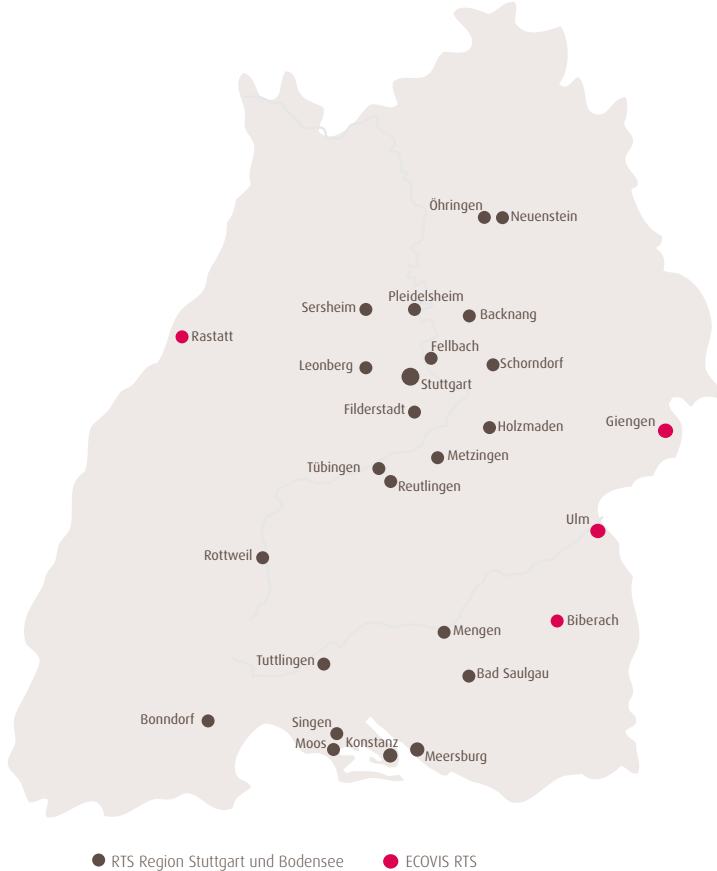 Öhringen
Neuenstein
Sersheim
Pleidelsheim
Backnang
Rastatt
Fellbach
Leonberg
Schorndorf
Stuttgart
Filderstadt
Holzmaden
Giengen
Metzingen
Tübingen
Reutlingen
Ulm
Rottweil
Biberach
Mengen
Tuttlingen
Bad Saulgau
Bonndorf
Singen
Moos
Konstanz
Meersburg
RTS Region Stuttgart und Bodensee
ECOVIS RTS